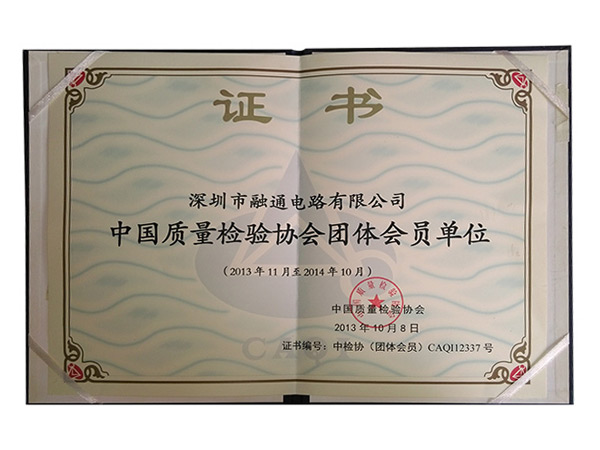 证书
深圳市融通电路有限公司
中国质量检验协会团体会员单位
（2013年11月至2014年10月）
中国质量检验协会
2013年10月8日
证书编号：中检协（团体会员）CAQI12337号